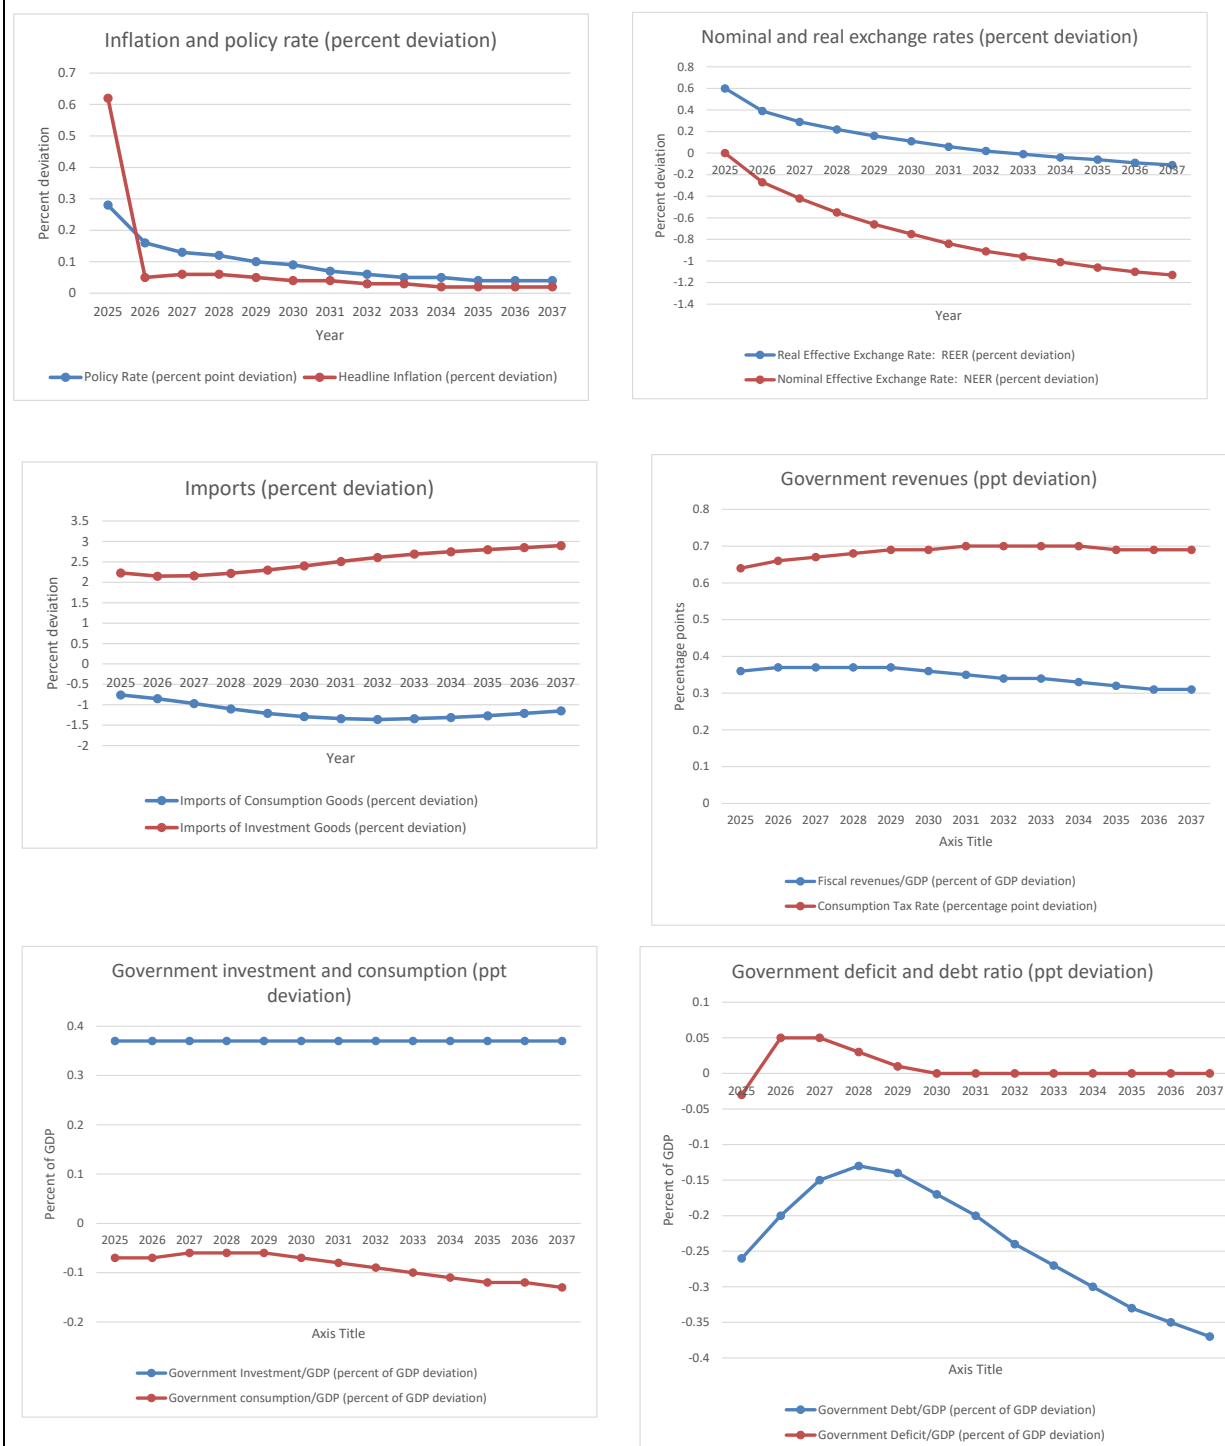 Inflation and policy rate (percent deviation)
Percent deviation
0.7
0.6
0.5
0.4
0.3
0.2
0.1
0
2025 2026 2027 2028 2029 2030 2031 2032 2033 2034 2035 2036 2037
Year
Policy Rate (percent point deviation) Headline Inflation (percent deviation)
Nominal and real exchange rates (percent deviation)
Percent deviation
0.8
0.6
0.4
0.2
0
-0.2
-0.4
-0.6
-0.8
-1
-1.2
-1.4
2025 2026 2027 2028 2029 2030 2031 2032 2033 2034 2035 2036 2037
Year
Real Effective Exchange Rate: REER (percent deviation)
Nominal Effective Exchange Rate: NEER (percent deviation)
Imports (percent deviation)
Percent deviation
3.5
3
2.5
2
1.5
1
0.5
0
-0.5
-1
-1.5
-2
2025 2026 2027 2028 2029 2030 2031 2032 2033 2034 2035 2036 2037
Year
Imports of Consumption Goods (percent deviation)
Imports of Investment Goods (percent deviation)
Government revenues (ppt deviation)
Percentage points
0.8
0.7
0.6
0.5
0.4
0.3
0.2
0.1
0
2025 2026 2027 2028 2029 2030 2031 2032 2033 2034 2035 2036 2037
Axis Title
Fiscal revenues/GDP (percent of GDP deviation)
Consumption Tax Rate (percentage point deviation)
Government investment and consumption (ppt
deviation)
Percent of GDP
0.4
0.3
0.2
0.1
0
-0.1
-0.2
2025 2026 2027 2028 2029 2030 2031 2032 2033 2034 2035 2036 2037
Axis Title
Government Investment/GDP (percent of GDP deviation)
Government consumption/GDP (percent of GDP deviation)
Government deficit and debt ratio (ppt deviation)
Percent of GDP
0.1
0.05
0
-0.05
-0.1
-0.15
-0.2
-0.25
-0.3
-0.35
-0.4
2025 2026 2027 2028 2029 2030 2031 2032 2033 2034 2035 2036 2037
Axis Title
Government Debt/GDP (percent of GDP deviation)
Government Deficit/GDP (percent of GDP deviation)